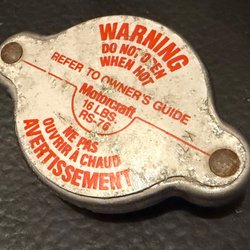 WARNING
DO NOT OPEN
WHEN HOT
REFER TO OWNER'S GUIDE
Motorcraft
16 LBS.
RS-76
NE PAS
OUVRIR À CHAUD
AVERTISSEMENT